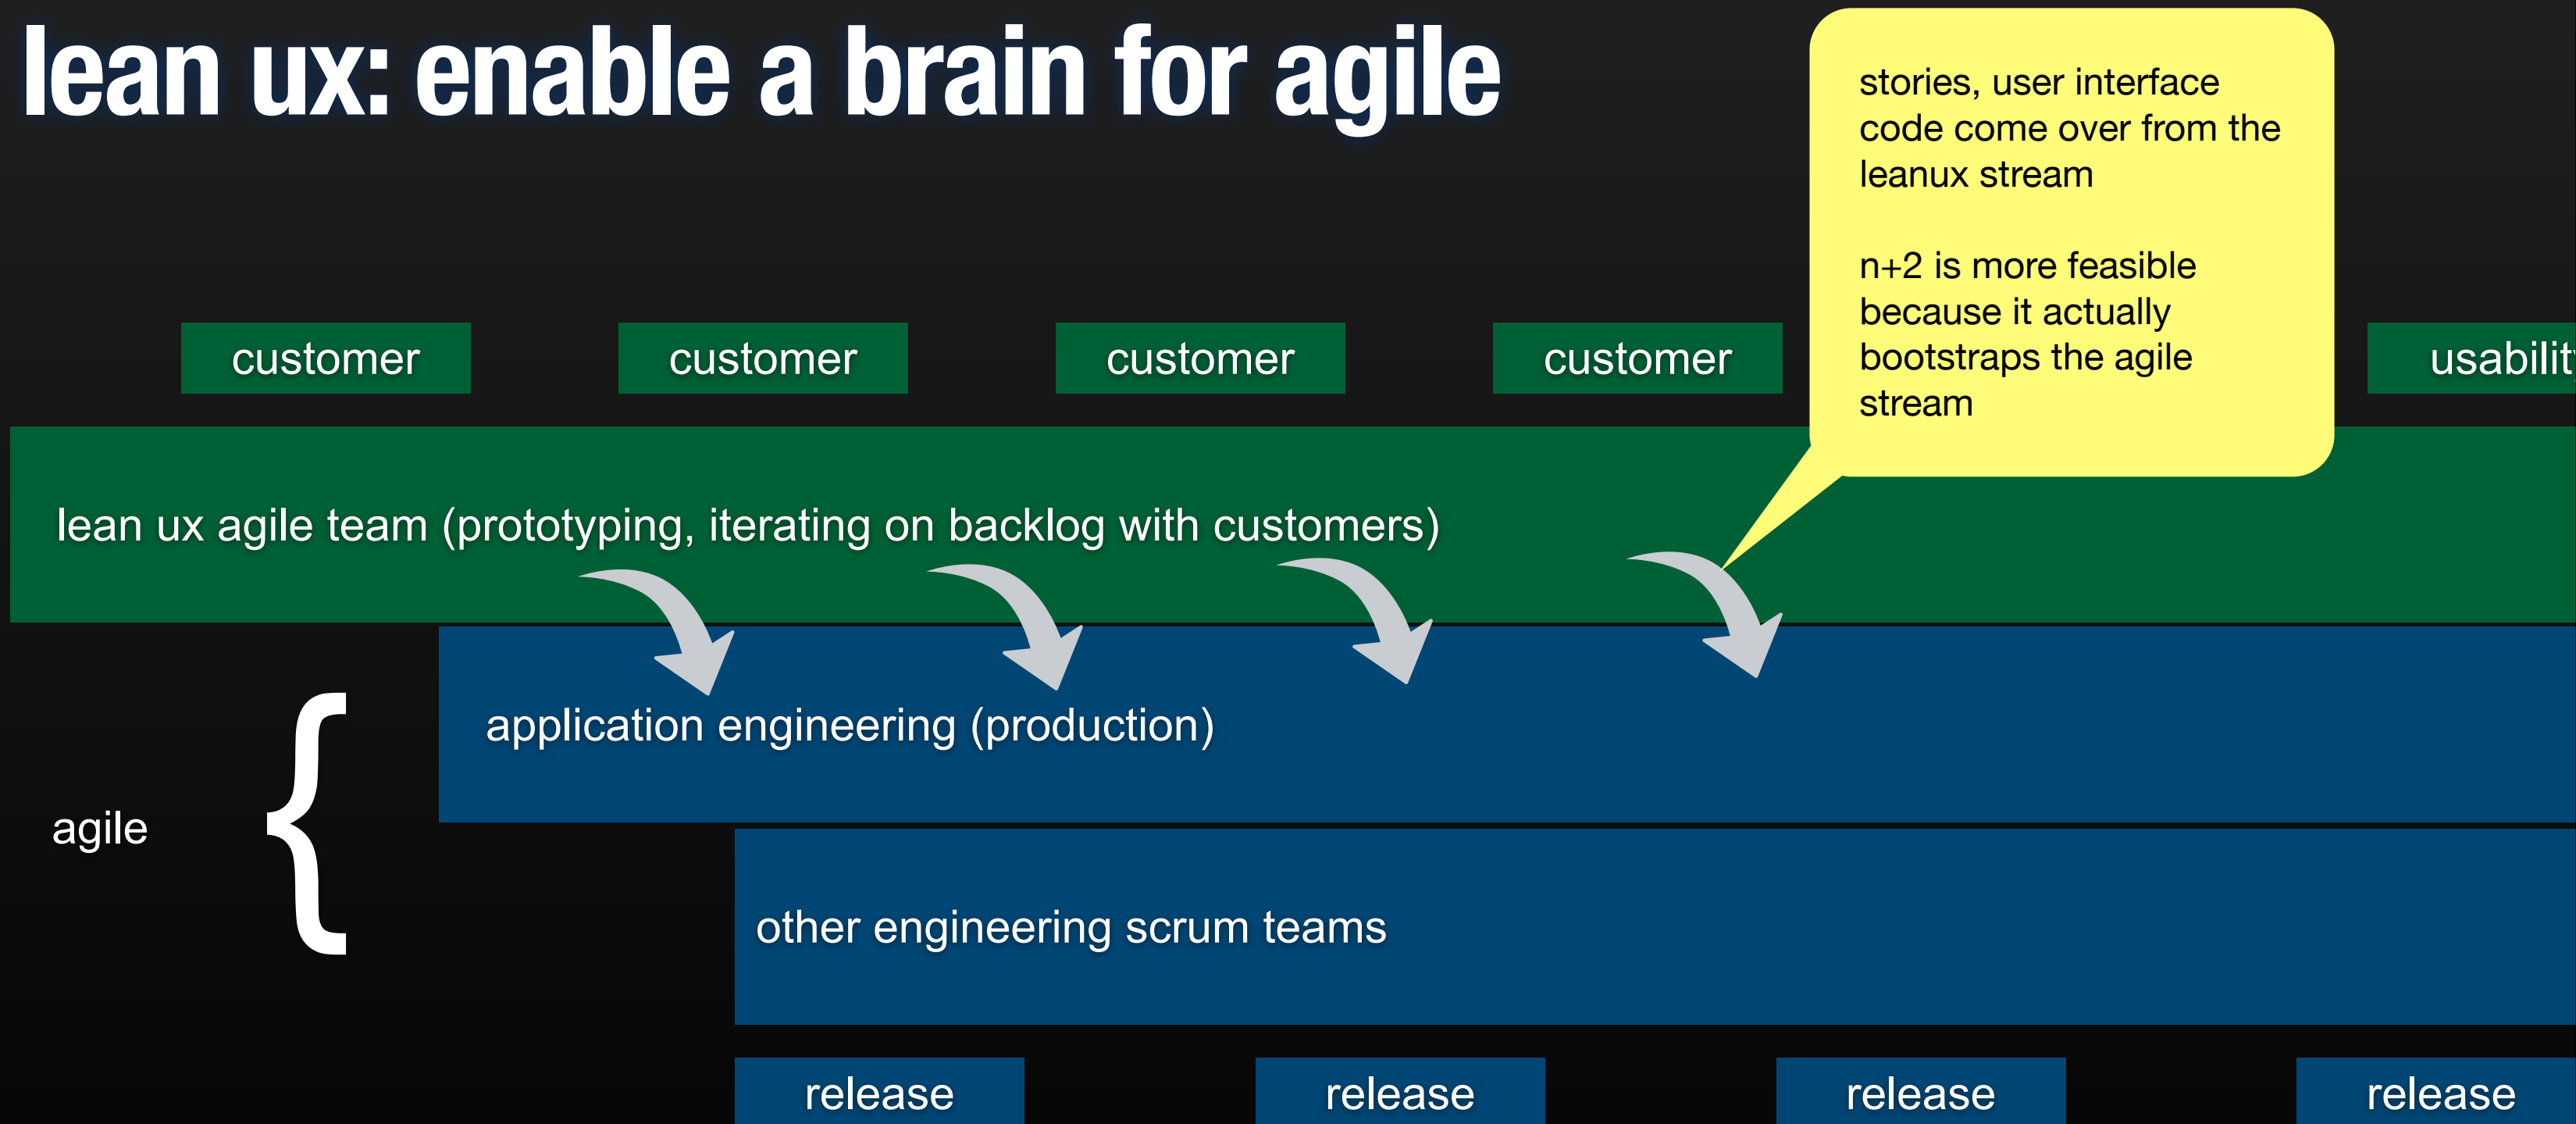 lean ux: enable a brain for agile
stories, user interface
code come over from the
leanux stream
n+2 is more feasible
because it actually
bootstraps the agile
stream
customer
customer
customer
customer
usability
lean ux agile team (prototyping, iterating on backlog with customers)
application engineering (production)
agile
{
other engineering scrum teams
release
release
release
release